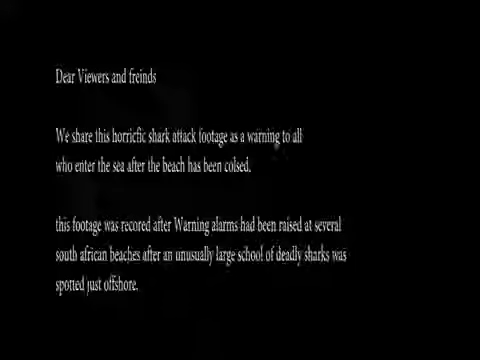 Dear Viewers and freinds
We share this horricfic shark attack footage as a warning to all
who enter the sea after the beach has been colsed.
this footage was recored after Warning alarms had been raised at several
south african beaches after an unusually large school of deadly sharks was
spotted just offshore.